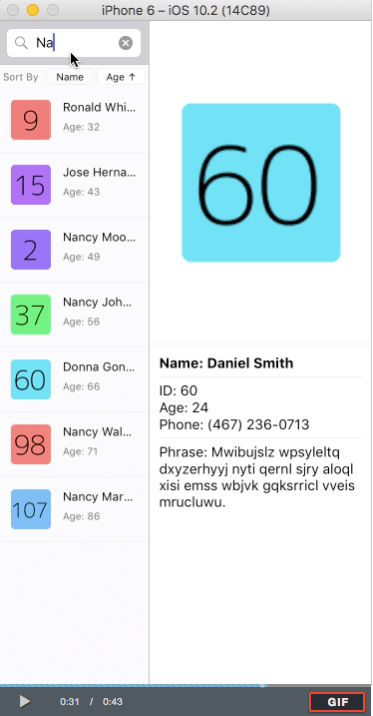 iPhone 6 – iOS 10.2 (14C89)
Na
Sort By Name Age ↑
9
Ronald Whi...
Age: 32
15
Jose Herna...
Age: 43
2
Nancy Moo...
Age: 49
37
Nancy Joh...
Age: 56
60
Donna Gon...
Age: 66
98
Nancy Wal...
Age: 71
107
Nancy Mar...
Age: 86
60
Name: Daniel Smith
ID: 60
Age: 24
Phone: (467) 236-0713
Phrase: Mwibujslz wpsyleltq
dxyzerhyyj nyti qernl sjry aloql
xisi emss wbjvk gqksrricl vveis
mrucluwu.
0:31 / 0:43
GIF